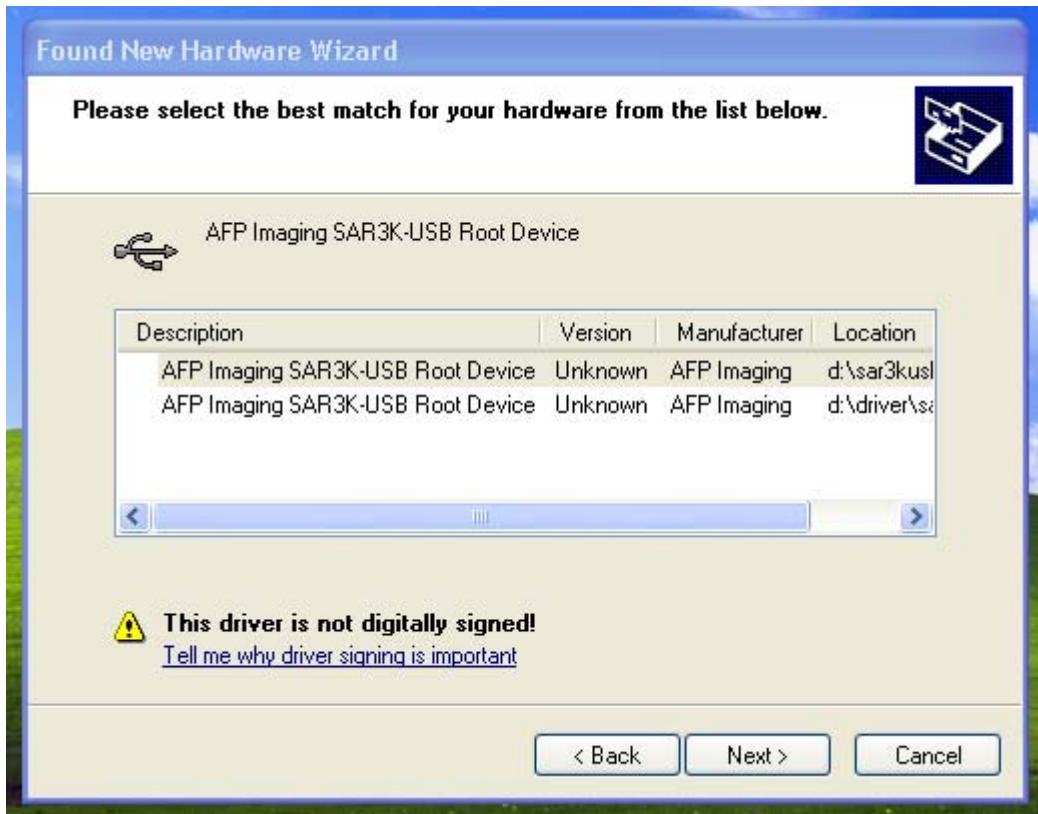 Found New Hardware Wizard
Please select the best match for your hardware from the list below.
AFP Imaging SAR3K-USB Root Device
Description Version Manufacturer Location
AFP Imaging SAR3K-USB Root Device Unknown AFP Imaging d:\sar3kusl
AFP Imaging SAR3K-USB Root Device Unknown AFP Imaging d:\driver\sa
This driver is not digitally signed!
Tell me why driver signing is important
< Back Next > Cancel